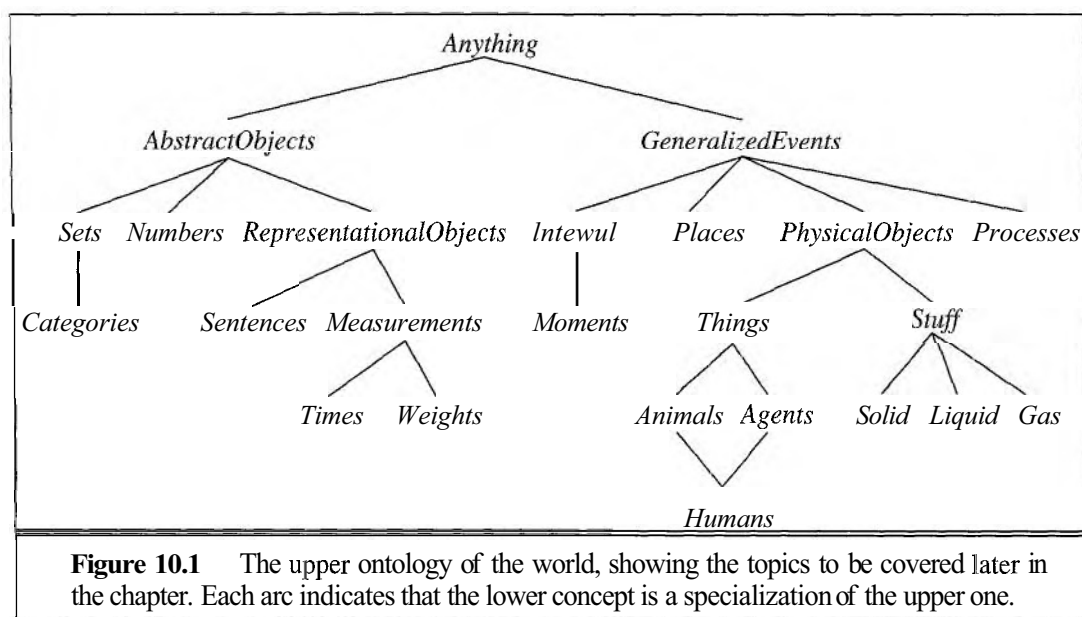 Anything
AbstractObjects GeneralizedEvents
Sets Numbers RepresentationalObjects Intewul Places PhysicalObjects Processes
Categories Sentences Measurements Moments Things Stuff
Times Weights Animals Agents Solid Liquid Gas
Humans
Figure 10.1 The upper ontology of the world, showing the topics to be covered later in
the chapter. Each arc indicates that the lower concept is a specialization of the upper one.